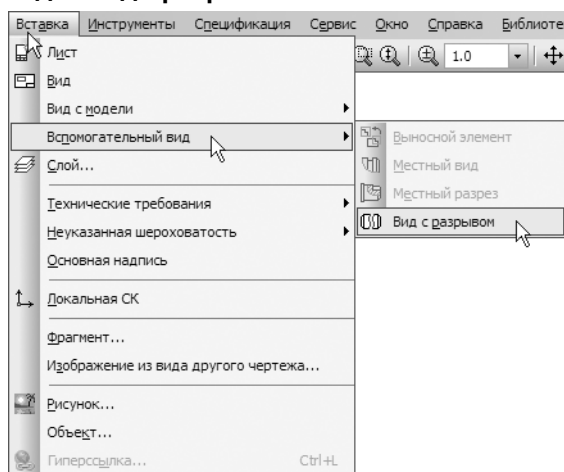 Вставка Инструменты Спецификация Сервис Окно Справка Библиоте
1.0
Лист
Вид
Вид с модели
Вспомогательный вид
Слой...
Технические требования
Неуказанная шероховатость
Основная надпись
Локальная СК
Фрагмент...
Изображение из вида другого чертежа...
Рисунок...
Объект...
Гиперссылка... Ctrl+L
Выносной элемент
Местный вид
Местный разрез
Вид с разрывом